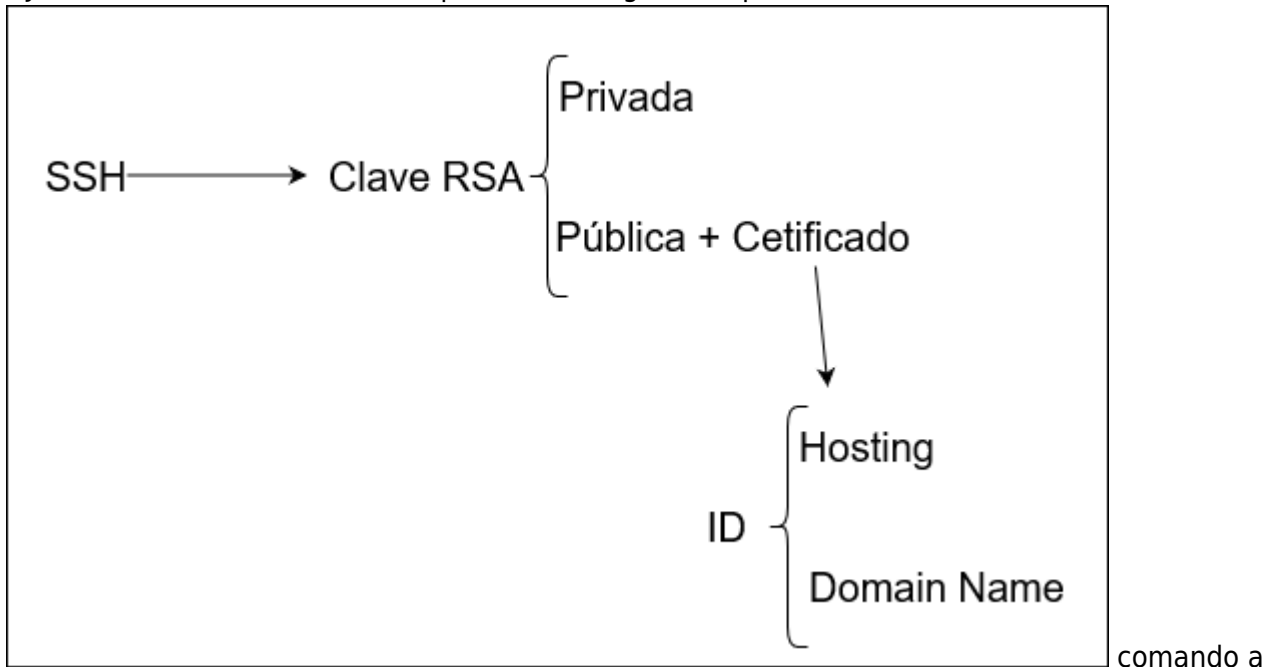 Privada
SSH Clave RSA
Pública + Cetificado
Hosting
ID
Domain Name
comando a